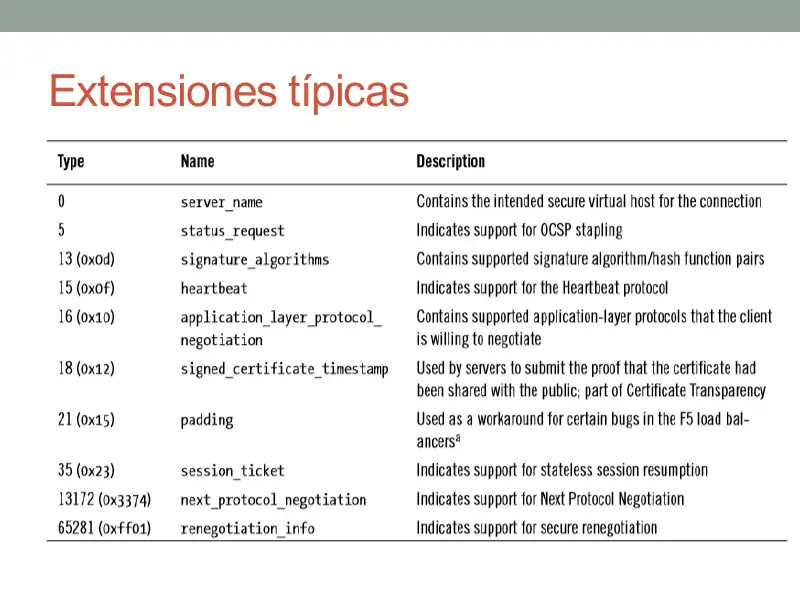 Extensiones típicas
Type Name Description
0 server_name Contains the intended secure virtual host for the connection
5 status_request Indicates support for OCSP stapling
13 (0x0d) signature_algorithms Contains supported signature algorithm/hash function pairs
15 (0x0f) heartbeat Indicates support for the Heartbeat protocol
16 (0x10) application_layer_protocol_ Contains supported application-layer protocols that the client
negotiation is willing to negotiate
18 (0x12) signed_certificate_timestamp Used by servers to submit the proof that the certificate had
been shared with the public; part of Certificate Transparency
21 (0x15) padding Used as a workaround for certain bugs in the F5 load bal-
ancersa
35 (0x23) session_ticket Indicates support for stateless session resumption
13172 (0x3374) next_protocol_negotiation Indicates support for Next Protocol Negotiation
65281 (0xff01) renegotiation_info Indicates support for secure renegotiation